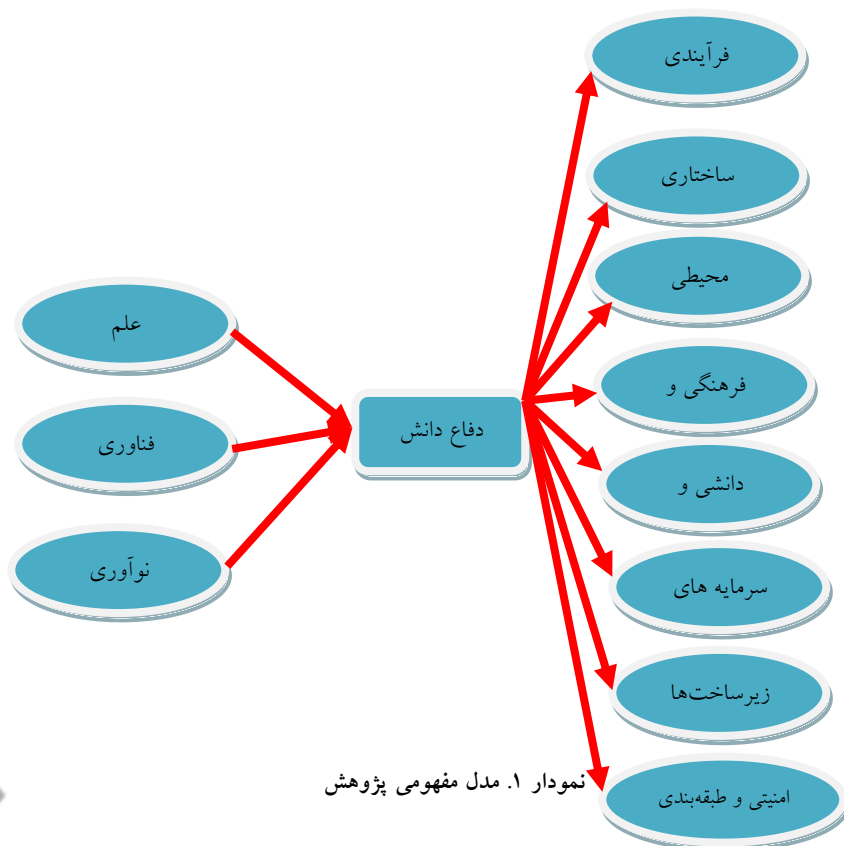 فرآیندی
ساختاری
محیطی
فرهنگی و
دانشی و
سرمایه های
زیرساخت‌ها
امنیتی و طبقه‌بندی
دفاع دانش
علم
فناوری
نوآوری
نمودار ۱. مدل مفهومی پژوهش